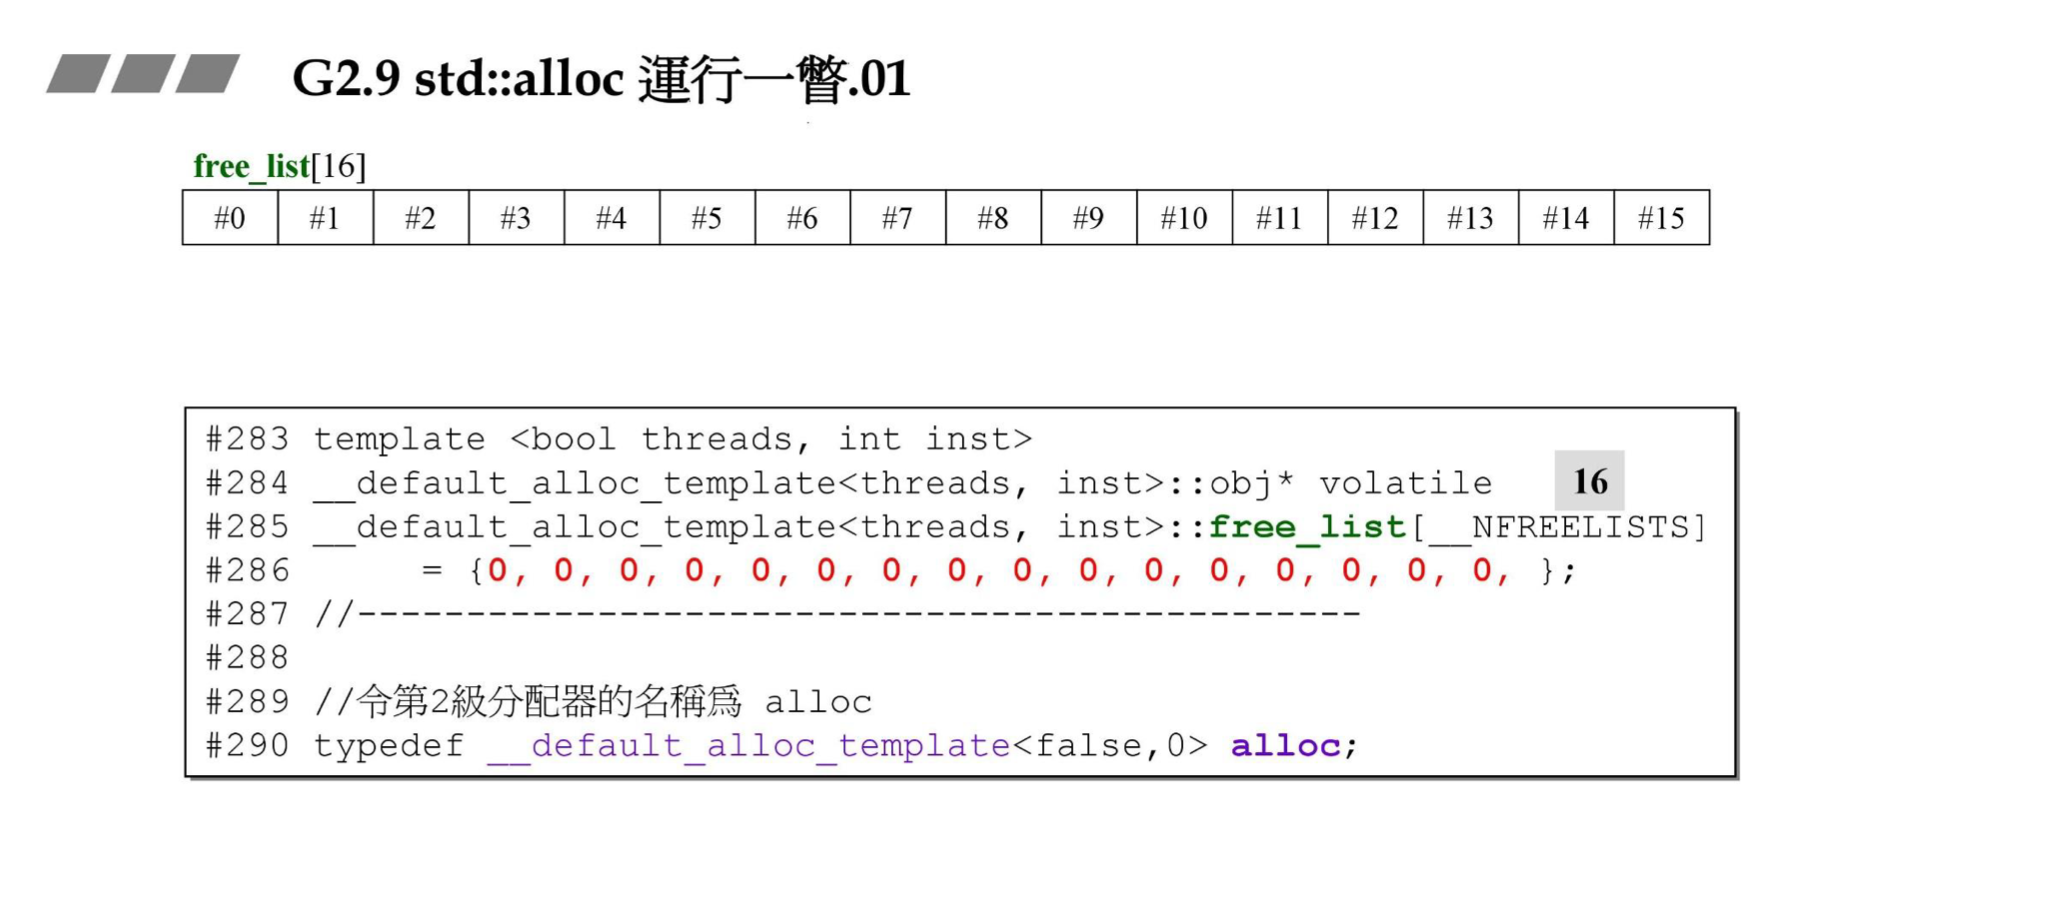 G2.9 std::alloc 運行一瞥.01
free_list[16]
#0 #1 #2 #3 #4 #5 #6 #7 #8 #9 #10 #11 #12 #13 #14 #15
#283 template <bool threads, int inst>
#284 __default_alloc_template<threads, inst>::obj* volatile 16
#285 __default_alloc_template<threads, inst>::free_list[__NFREELISTS]
#286 = {0, 0, 0, 0, 0, 0, 0, 0, 0, 0, 0, 0, 0, 0, 0, 0, };
#287 //----------------------------------------------
#288
#289 //令第2級分配器的名稱爲 alloc
#290 typedef __default_alloc_template<false,0> alloc;